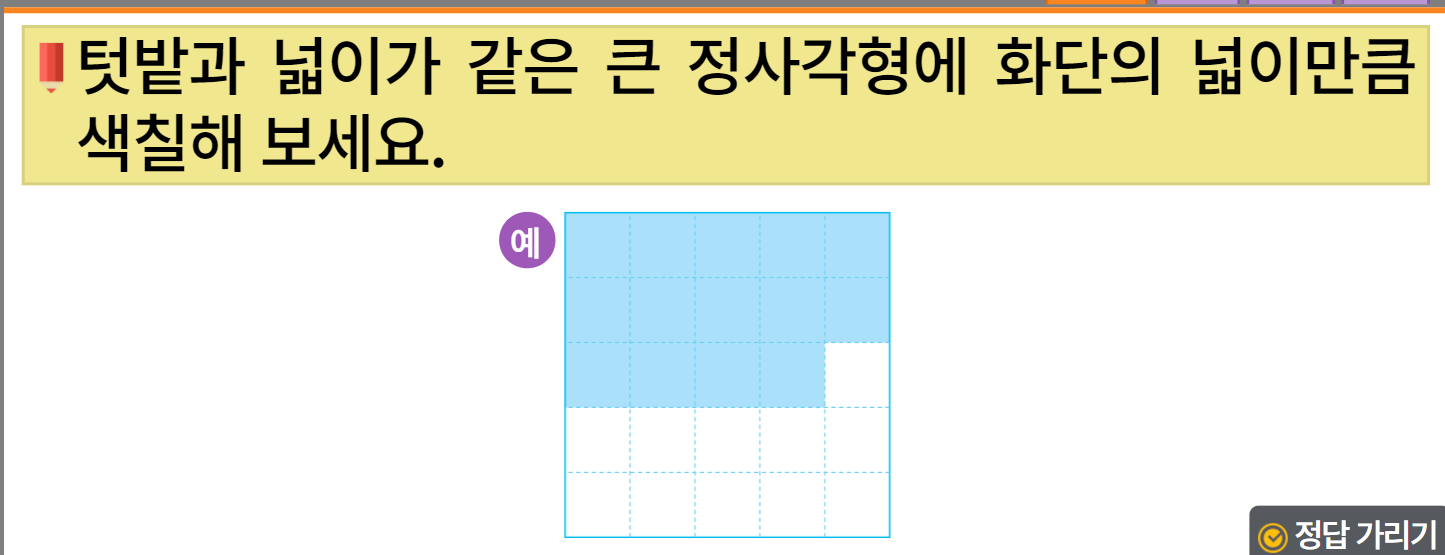 텃밭과 넓이가 같은 큰 정사각형에 화단의 넓이만큼
색칠해 보세요.
예
정답 가리기